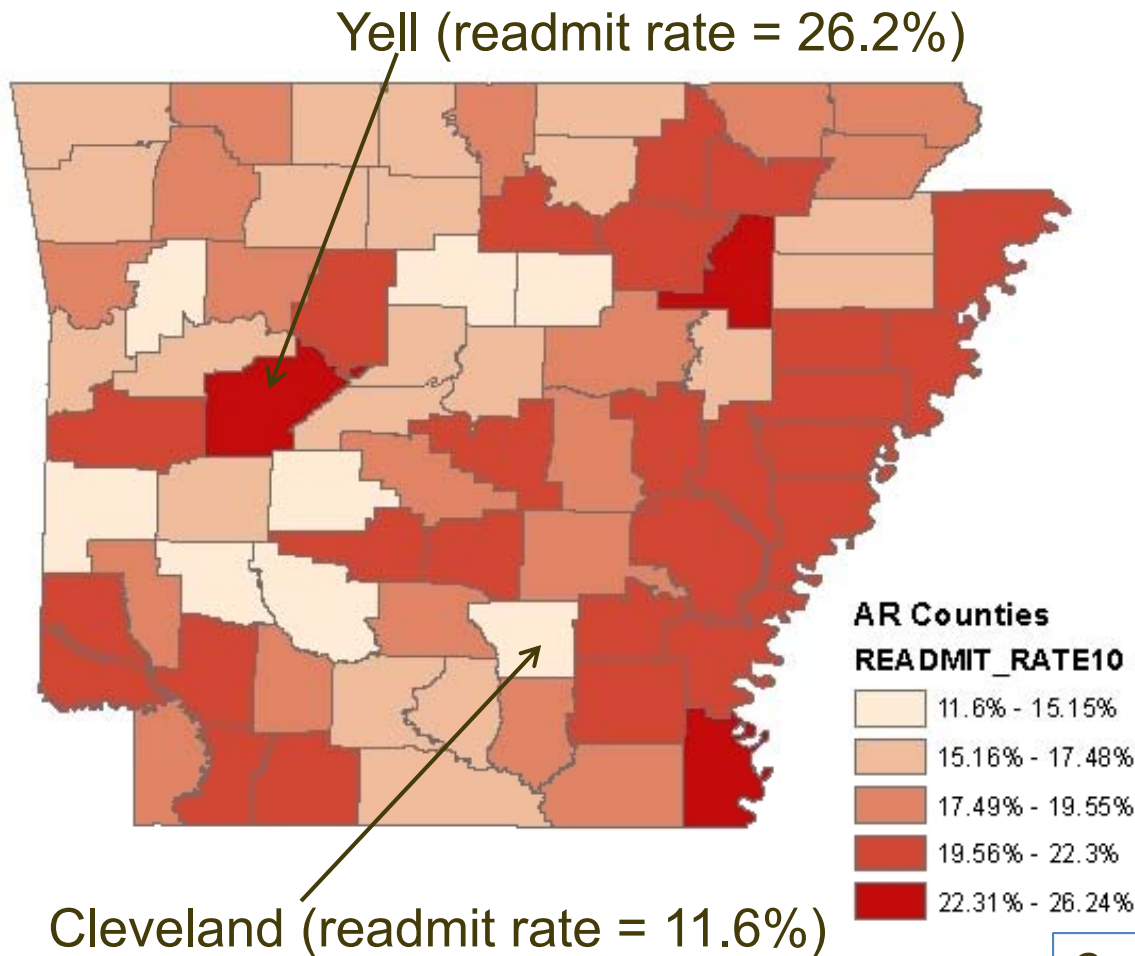 Yell (readmit rate = 26.2%)
AR Counties
READMIT_RATE10
11.6% - 15.15%
15.16% - 17.48%
17.49% - 19.55%
19.56% - 22.3%
22.31% - 26.24%
Cleveland (readmit rate = 11.6%)